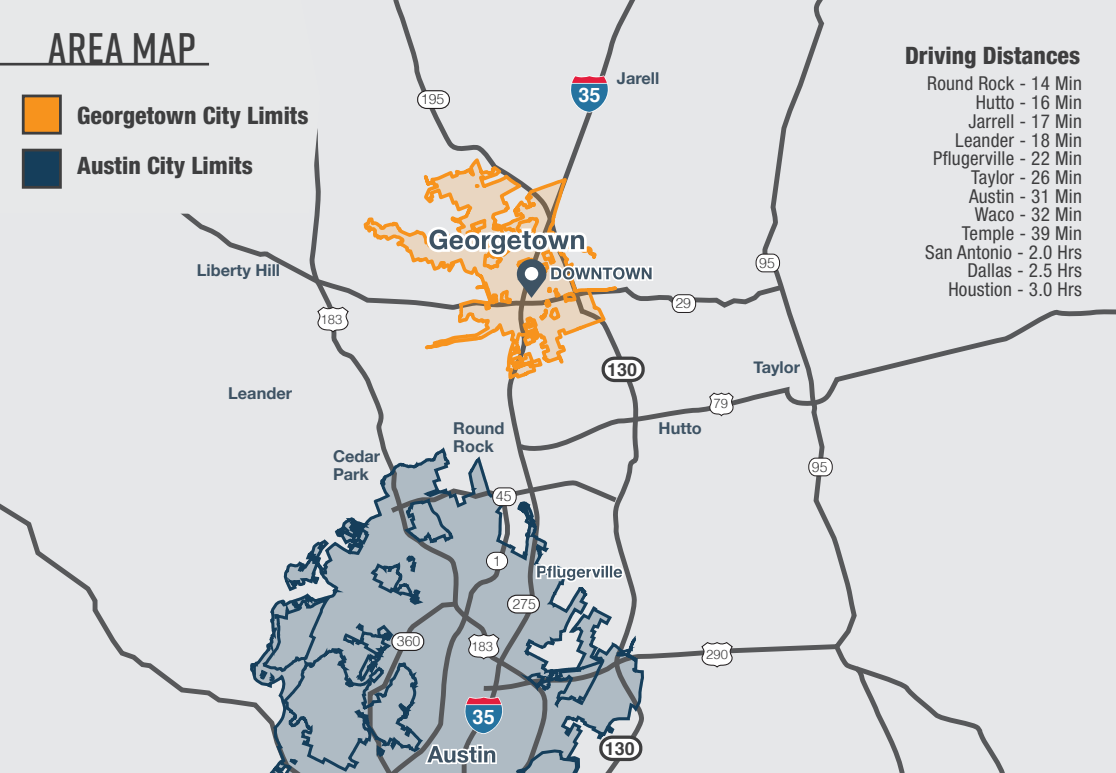 AREA MAP
Georgetown City Limits
Austin City Limits
Driving Distances
Round Rock - 14 Min
Hutto - 16 Min
Jarrell - 17 Min
Leander - 18 Min
Pflugerville - 22 Min
Taylor - 26 Min
Austin - 31 Min
Waco - 32 Min
Temple - 39 Min
San Antonio - 2.0 Hrs
Dallas - 2.5 Hrs
Houstion - 3.0 Hrs
Jarell
35
195
Georgetown
DOWNTOWN
Liberty Hill
95
29
183
130
Taylor
Leander
79
Hutto
Round
Rock
Cedar
Park
95
45
1
Pflugerville
275
360
183
290
35
130
Austin